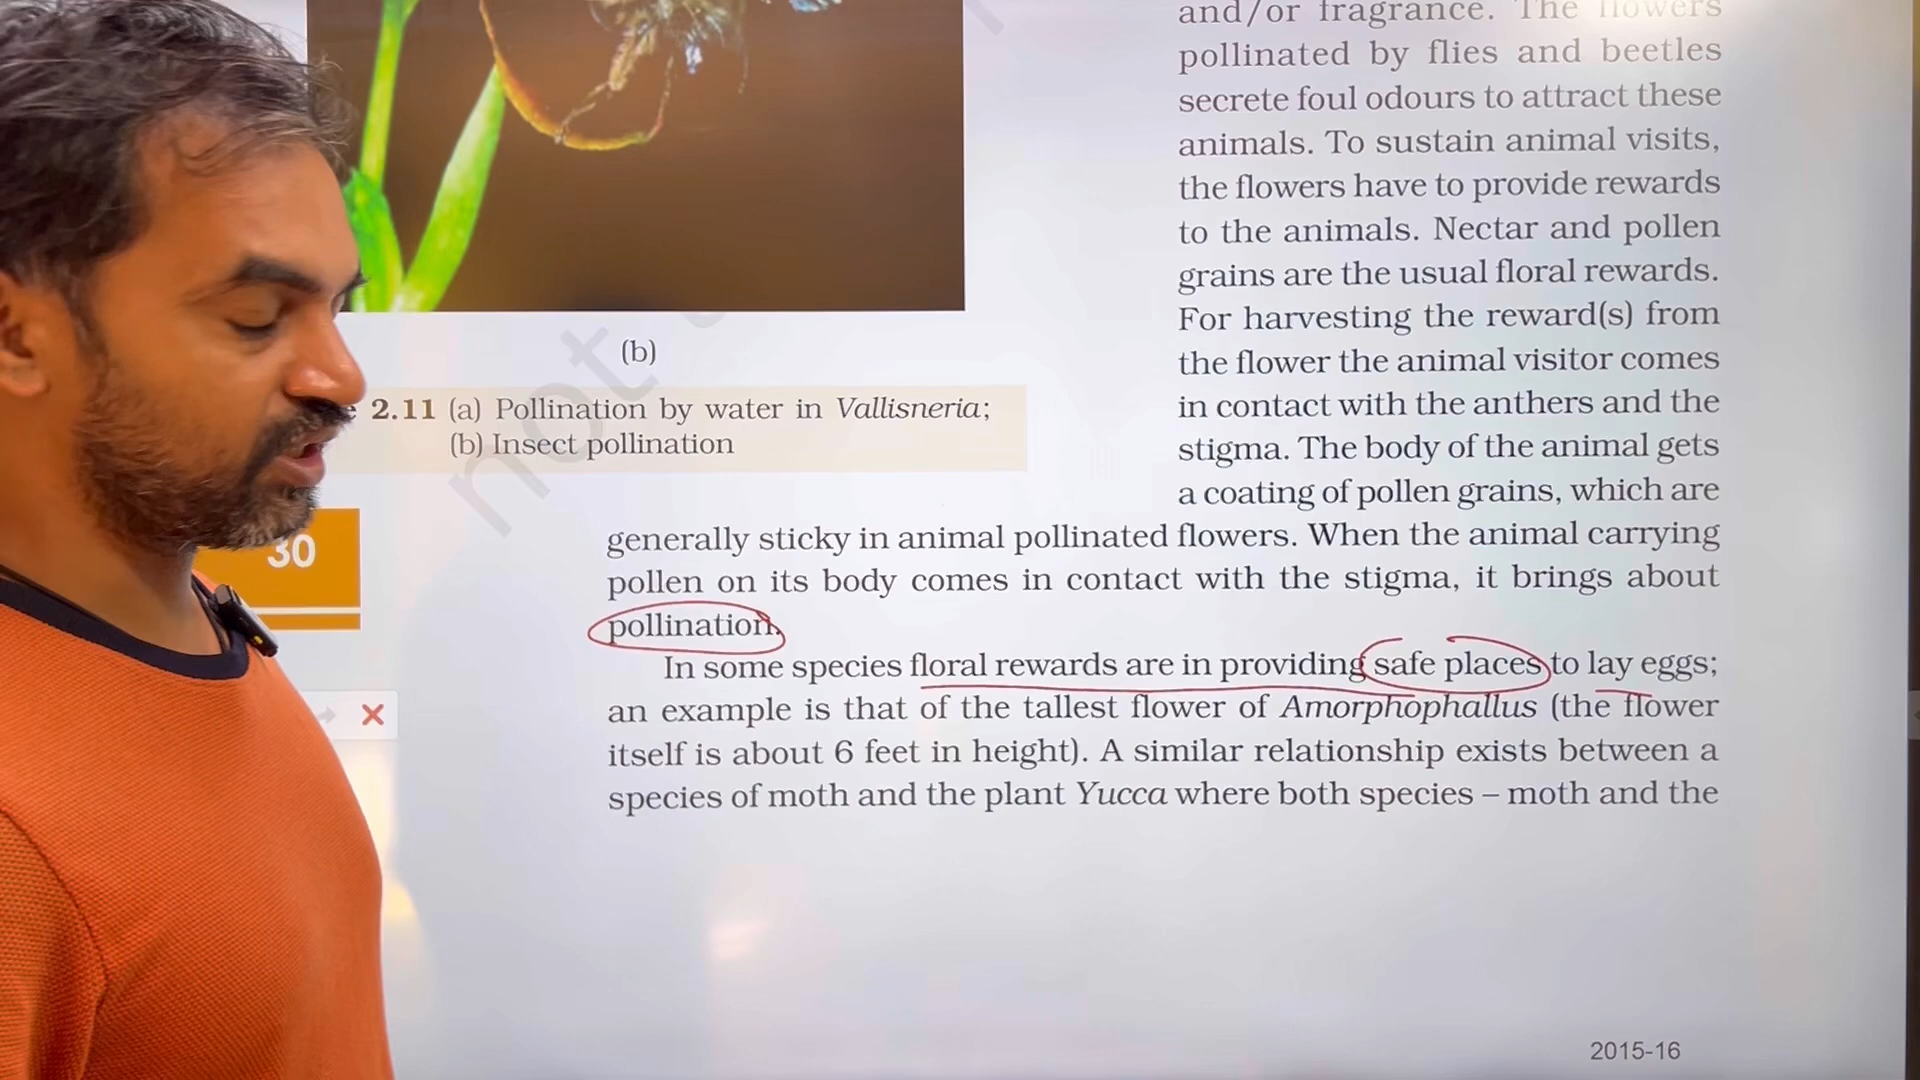 and/or fragrance. The flowers
pollinated by flies and beetles
secrete foul odours to attract these
animals. To sustain animal visits,
the flowers have to provide rewards
to the animals. Nectar and pollen
grains are the usual floral rewards.
For harvesting the reward(s) from
the flower the animal visitor comes
in contact with the anthers and the
stigma. The body of the animal gets
a coating of pollen grains, which are
generally sticky in animal pollinated flowers. When the animal carrying
pollen on its body comes in contact with the stigma, it brings about
pollination.
In some species floral rewards are in providing safe places to lay eggs;
an example is that of the tallest flower of Amorphophallus (the flower
itself is about 6 feet in height). A similar relationship exists between a
species of moth and the plant Yucca where both species – moth and the
(b)
2.11 (a) Pollination by water in Vallisneria;
(b) Insect pollination
not
30
2015-16